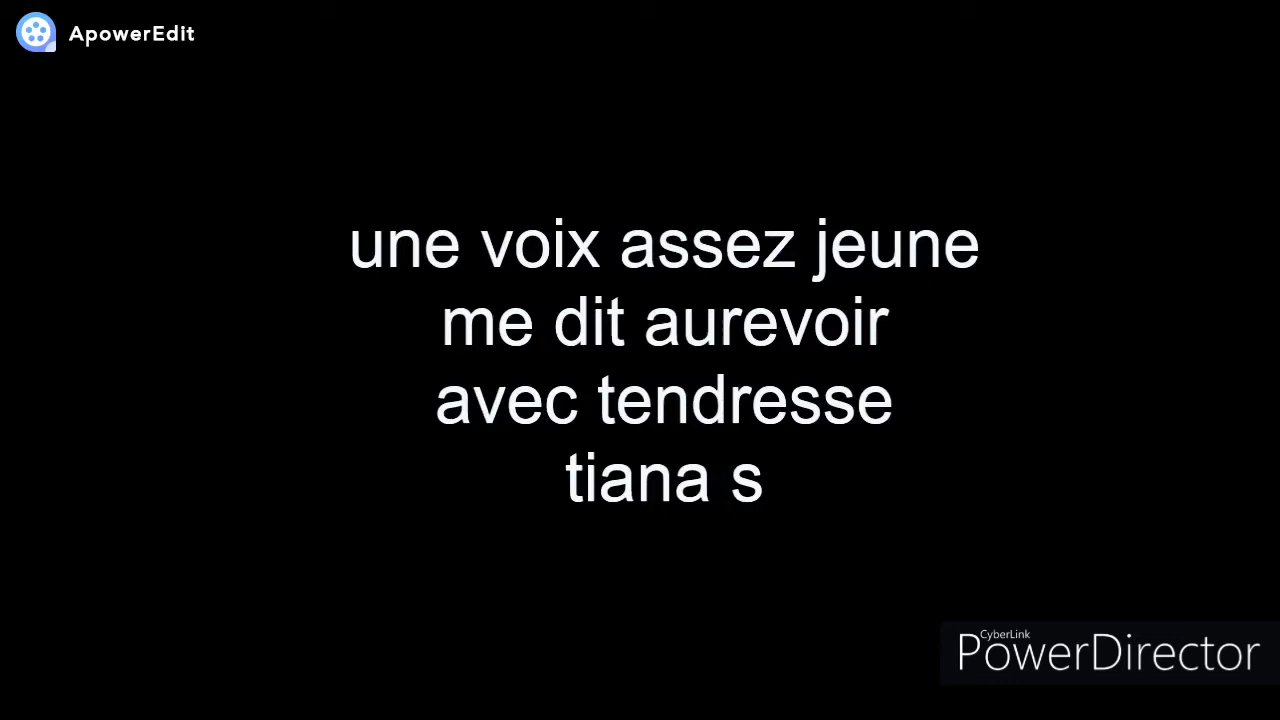 ApowerEdit
une voix assez jeune
me dit aurevoir
avec tendresse
tiana s
CyberLink
PowerDirector